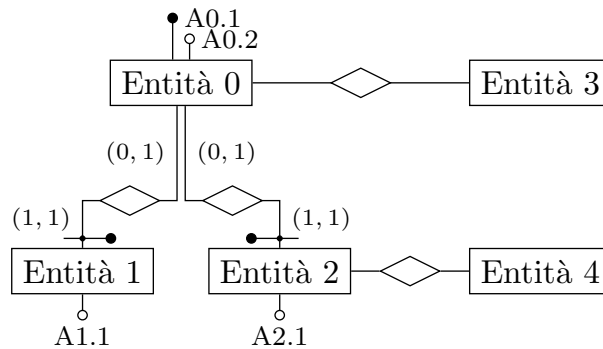 A0.1
A0.2
Entità 0
Entità 3
(0, 1)
(0, 1)
(1, 1)
(1, 1)
Entità 1
Entità 2
Entità 4
A1.1
A2.1